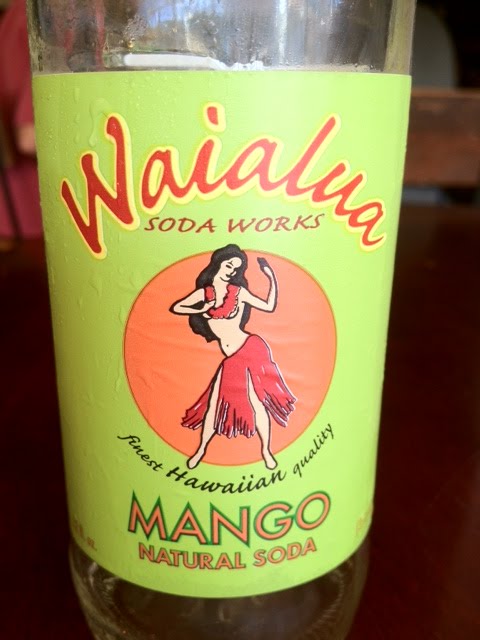 Waialua
SODA WORKS
finest Hawaiian quality
MANGO
NATURAL SODA